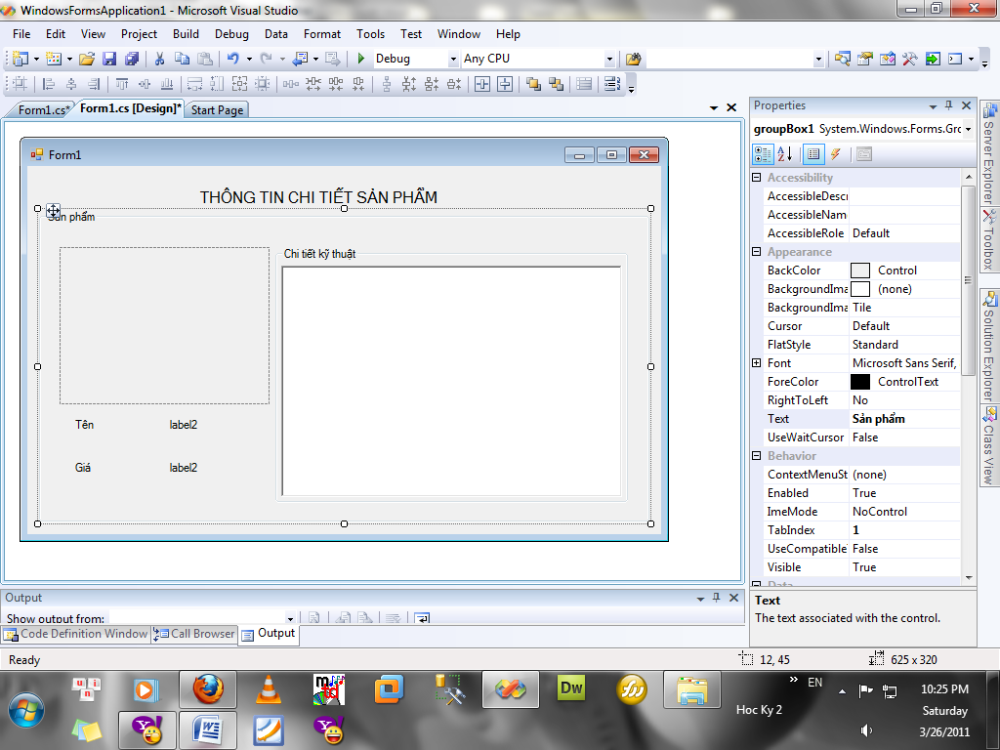 WindowsFormsApplication1 - Microsoft Visual Studio
File Edit View Project Build Debug Data Format Tools Test Window Help
Debug Any CPU
Form1.cs* Form1.cs [Design]* Start Page
Form1
THÔNG TIN CHI TIẾT SẢN PHẨM
Sản phẩm
Chi tiết kỹ thuật
Tên label2
Giá label2
Properties
groupBox1 System.Windows.Forms.Gro
Accessibility
AccessibleDescri
AccessibleNam
AccessibleRole Default
Appearance
BackColor Control
BackgroundIma (none)
BackgroundIma Tile
Cursor Default
FlatStyle Standard
Font Microsoft Sans Serif,
ForeColor ControlText
RightToLeft No
Text Sản phẩm
UseWaitCursor False
Behavior
ContextMenuSt (none)
Enabled True
ImeMode NoControl
TabIndex 1
UseCompatible False
Visible True
Data
Text
The text associated with the control.
Server Explorer
Toolbox
Solution Explorer
Class View
Output
Show output from:
Code Definition Window Call Browser Output
Ready 12, 45 625 x 320
u n i
m td Dw
Hoc Ky 2
EN
10:25 PM
Saturday
3/26/2011